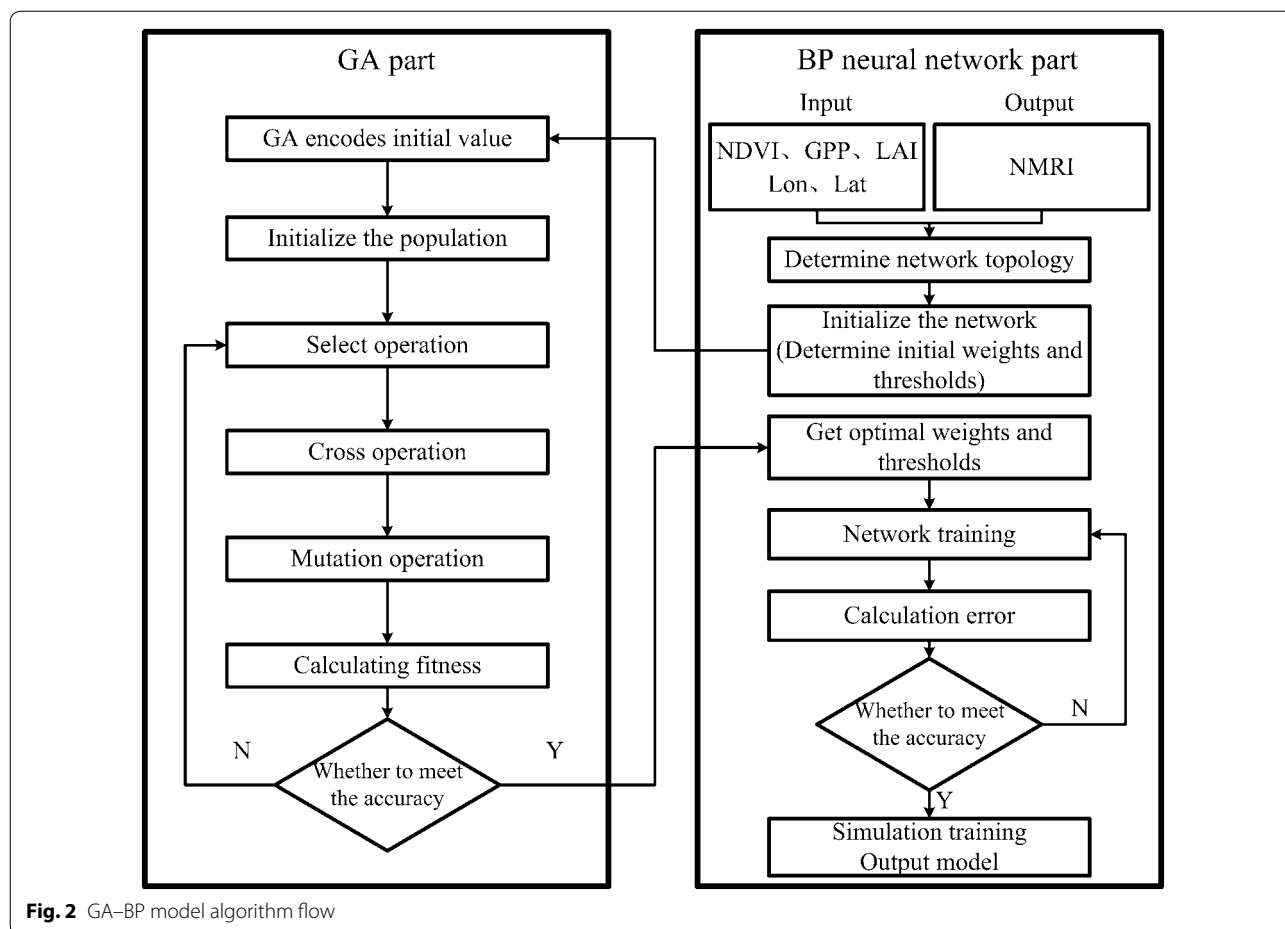 GA part
GA encodes initial value
Initialize the population
Select operation
Cross operation
Mutation operation
Calculating fitness
Whether to meet
the accuracy
N
Y
BP neural network part
Input
Output
NDVI、GPP、LAI
Lon、Lat
NMRI
Determine network topology
Initialize the network
(Determine initial weights and
thresholds)
Get optimal weights and
thresholds
Network training
Calculation error
Whether to meet
the accuracy
N
Y
Simulation training
Output model
Fig. 2 GA–BP model algorithm flow